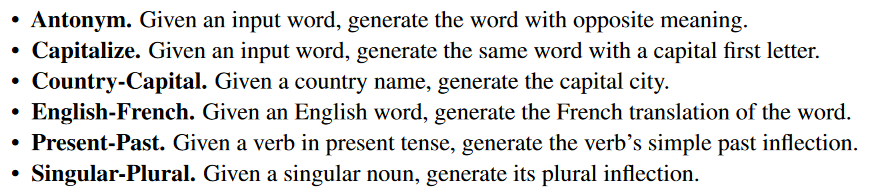 • Antonym. Given an input word, generate the word with opposite meaning.
• Capitalize. Given an input word, generate the same word with a capital first letter.
• Country-Capital. Given a country name, generate the capital city.
• English-French. Given an English word, generate the French translation of the word.
• Present-Past. Given a verb in present tense, generate the verb's simple past inflection.
• Singular-Plural. Given a singular noun, generate its plural inflection.